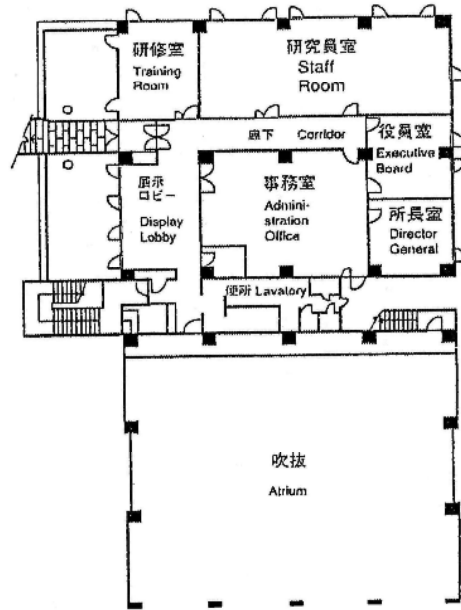 研修室
Training
Room
研究員室
Staff
Room
廊下 Corridor
役員室
Executive
Board
展示
ロビー
Display
Lobby
事務室
Admini-
stration
Office
所長室
Director
General
便所 Lavatory
吹抜
Atrium